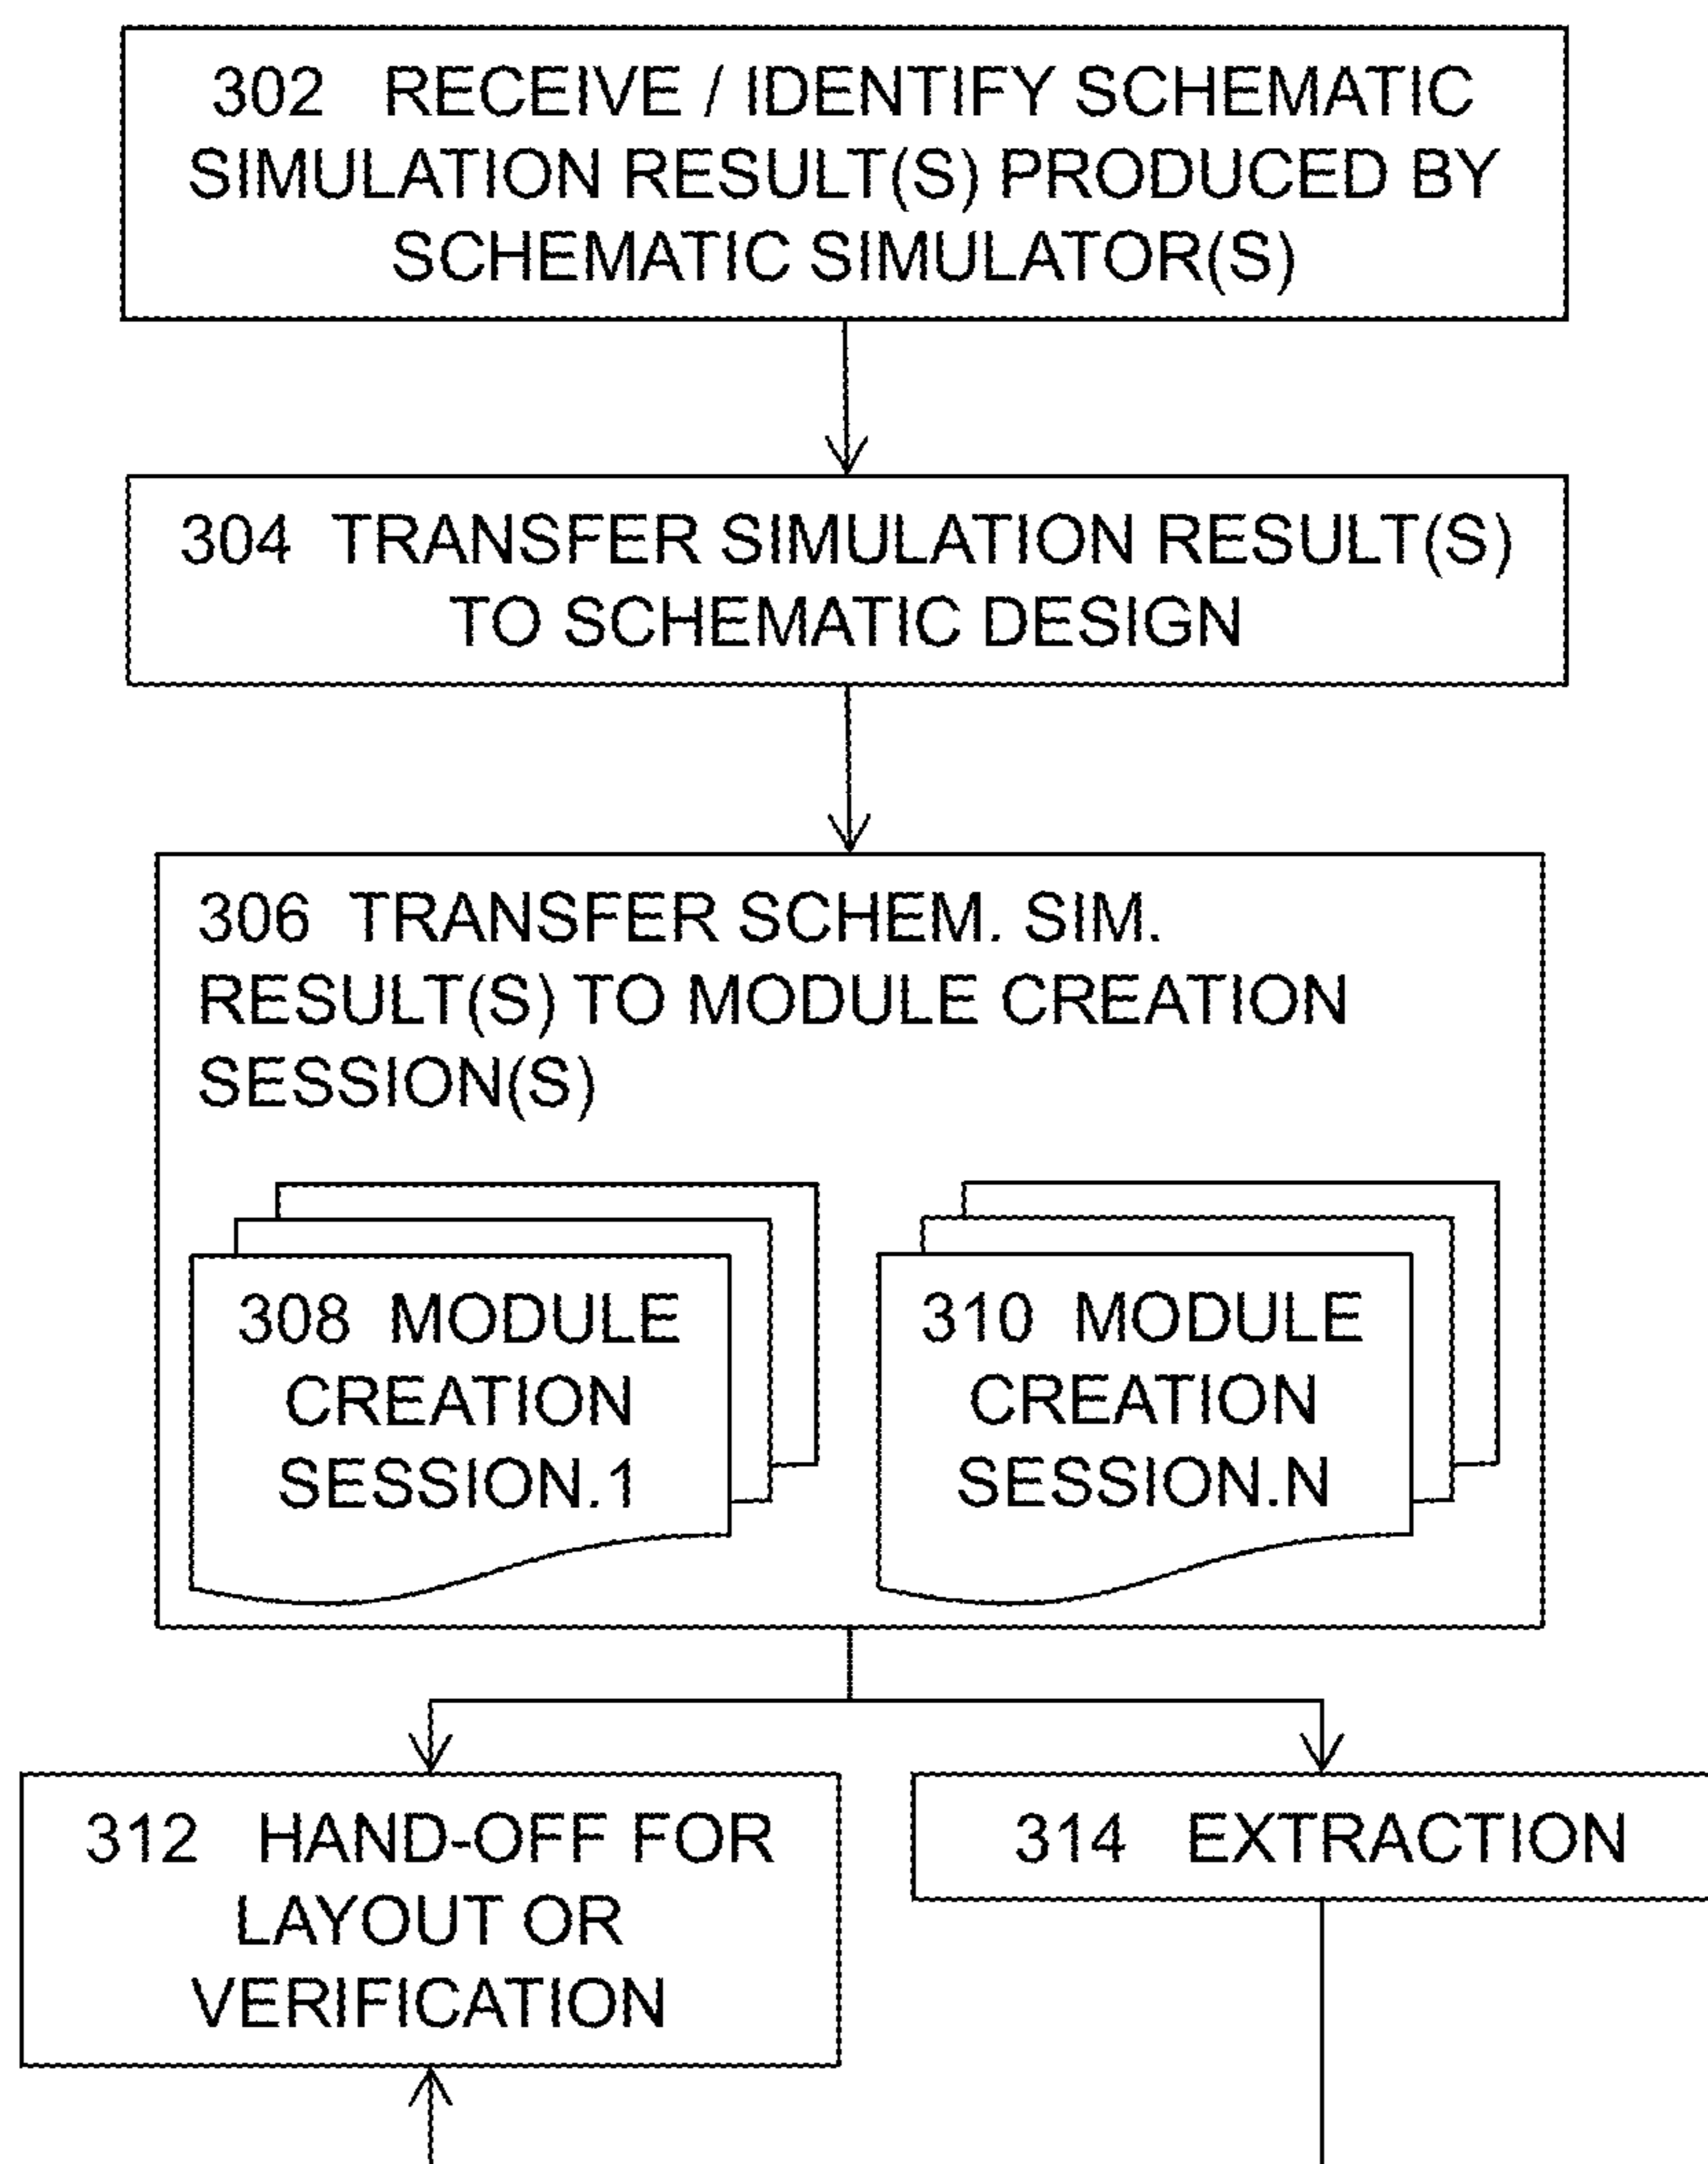 302 RECEIVE / IDENTIFY SCHEMATIC
SIMULATION RESULT(S) PRODUCED BY
SCHEMATIC SIMULATOR(S)
304 TRANSFER SIMULATION RESULT(S)
TO SCHEMATIC DESIGN
306 TRANSFER SCHEM. SIM.
RESULT(S) TO MODULE CREATION
SESSION(S)
308 MODULE
CREATION
SESSION.1
310 MODULE
CREATION
SESSION.N
312 HAND-OFF FOR
LAYOUT OR
VERIFICATION
314 EXTRACTION